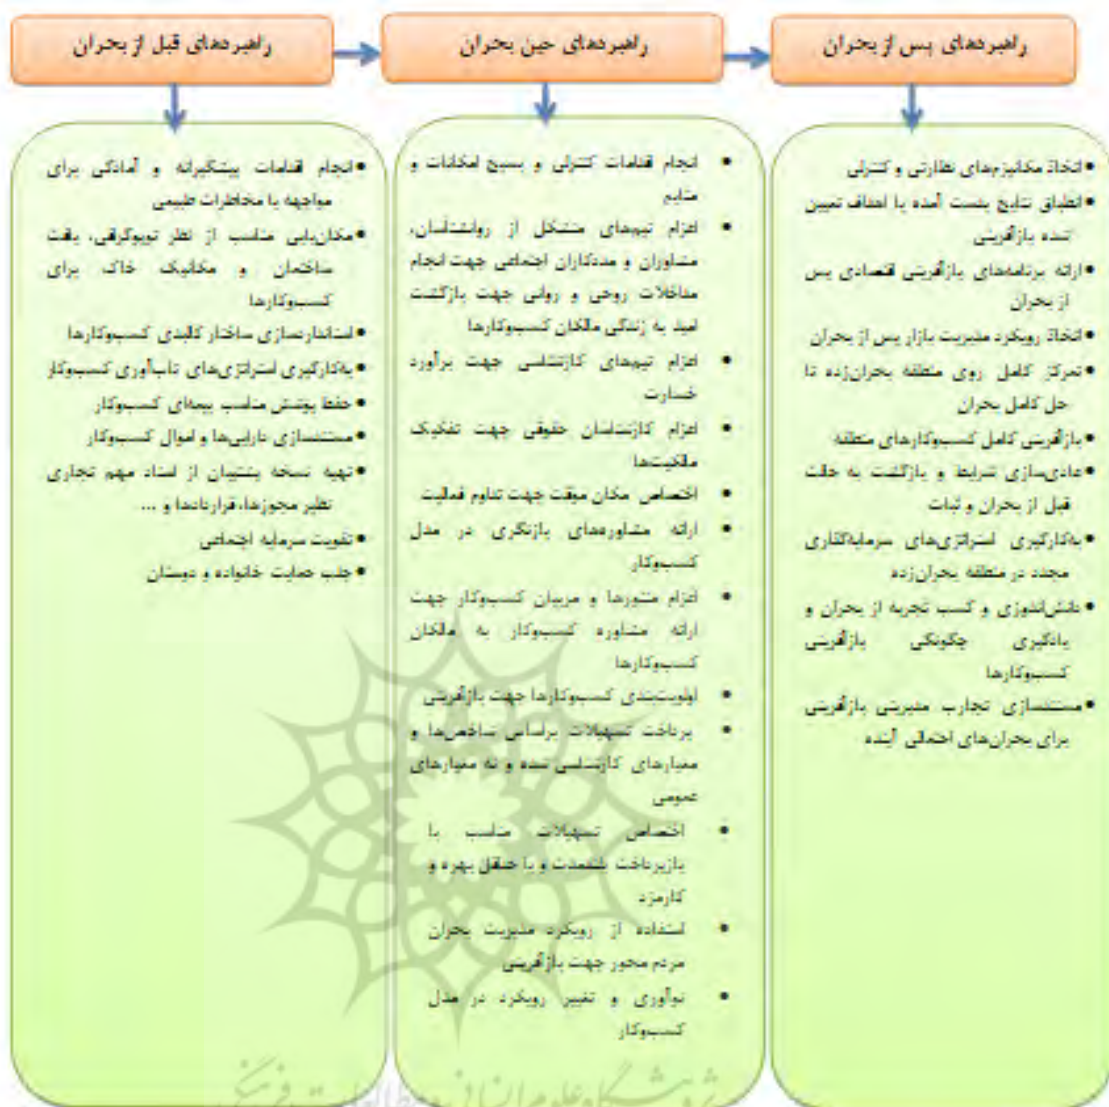 راهبردهای قبل از بحران
راهبردهای حین بحران
راهبردهای پس از بحران
•انجام اقدامات پیشگیرانه و آمادگی برای
مواجهه با مخاطرات طبیعی
•مکان‌یابی مناسب از نظر توپوگرافی، بافت
ساختمان و مکانیک خاک برای
کسب‌وکارها
•استانداردسازی ساختار کالبدی کسب‌وکارها
•به‌کارگیری استراتژی‌های تاب‌آوری کسب‌وکار
•حفظ پوشش مناسب بیمه‌ای کسب‌وکار
•مستندسازی دارایی‌ها و اموال کسب‌وکار
•تهیه نسخه پشتیبان از اسناد مهم تجاری
نظیر مجوزها، قراردادها و ...
•تقویت سرمایه اجتماعی
•جلب حمایت خانواده و دوستان
• انجام اقدامات کنترلی و بسیج امکانات و
منابع
• اعزام تیم‌های متشکل از روانشناسان،
مشاوران و مددکاران اجتماعی جهت انجام
مداخلات روحی و روانی جهت بازگشت
امید به زندگی مالکان کسب‌وکارها
• اعزام تیم‌های کارشناسی جهت برآورد
خسارت
• اعزام کارشناسان حقوقی جهت تفکیک
مالکیت‌ها
• اختصاص مکان موقت جهت تداوم فعالیت
• ارائه مشاوره‌های بازنگری در مدل
کسب‌وکار
• اعزام منتورها و مربیان کسب‌وکار جهت
ارائه مشاوره کسب‌وکار به مالکان
کسب‌وکارها
• اولویت‌بندی کسب‌وکارها جهت بازآفرینی
• پرداخت تسهیلات براساس شاخص‌ها و
معیارهای کارشناسی شده و نه معیارهای
عمومی
• اختصاص تسهیلات مناسب با
بازپرداخت بلندمدت و با حداقل بهره و
کارمزد
• استفاده از رویکرد مدیریت بحران
مردم محور جهت بازآفرینی
• نوآوری و تغییر رویکرد در مدل
کسب‌وکار
•اتخاذ مکانیزم‌های نظارتی و کنترلی
•انطباق نتایج بدست آمده با اهداف تعیین
شده بازآفرینی
•ارائه برنامه‌های بازآفرینی اقتصادی پس
از بحران
•اتخاذ رویکرد مدیریت بازار پس از بحران
•تمرکز کامل روی منطقه بحران‌زده تا
حل کامل بحران
•بازآفرینی کامل کسب‌وکارهای منطقه
•عادی‌سازی شرایط و بازگشت به حالت
قبل از بحران و ثبات
•به‌کارگیری استراتژی‌های سرمایه‌گذاری
مجدد در منطقه بحران‌زده
•دانش‌اندوزی و کسب تجربه از بحران و
یادگیری چگونگی بازآفرینی
کسب‌وکارها
•مستندسازی تجارب مدیریتی بازآفرینی
برای بحران‌های احتمالی آینده
پژوهشگاه علوم انسانی و مطالعات فرهنگی